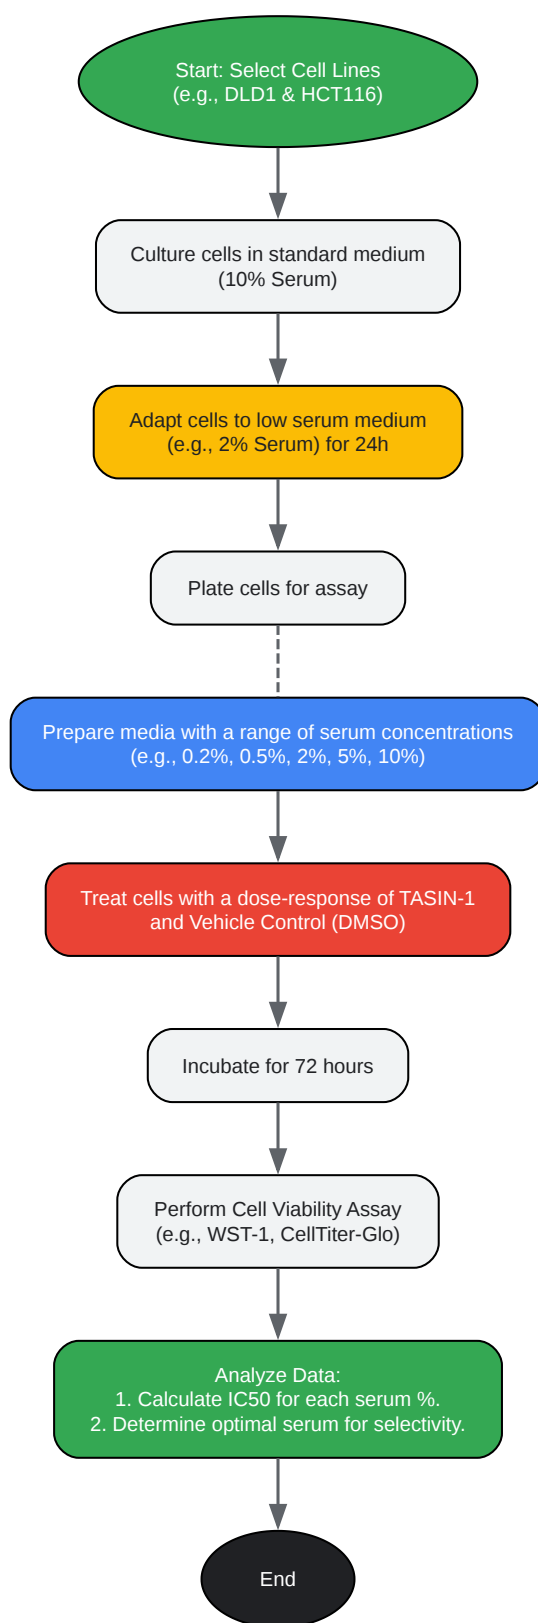 Start: Select Cell Lines
(e.g., DLD1 & HCT116)
Culture cells in standard medium
(10% Serum)
Adapt cells to low serum medium
(e.g., 2% Serum) for 24h
Plate cells for assay
Prepare media with a range of serum concentrations
(e.g., 0.2%, 0.5%, 2%, 5%, 10%)
Treat cells with a dose-response of TASIN-1
and Vehicle Control (DMSO)
Incubate for 72 hours
Perform Cell Viability Assay
(e.g., WST-1, CellTiter-Glo)
Analyze Data:
1. Calculate IC50 for each serum %.
2. Determine optimal serum for selectivity.
End